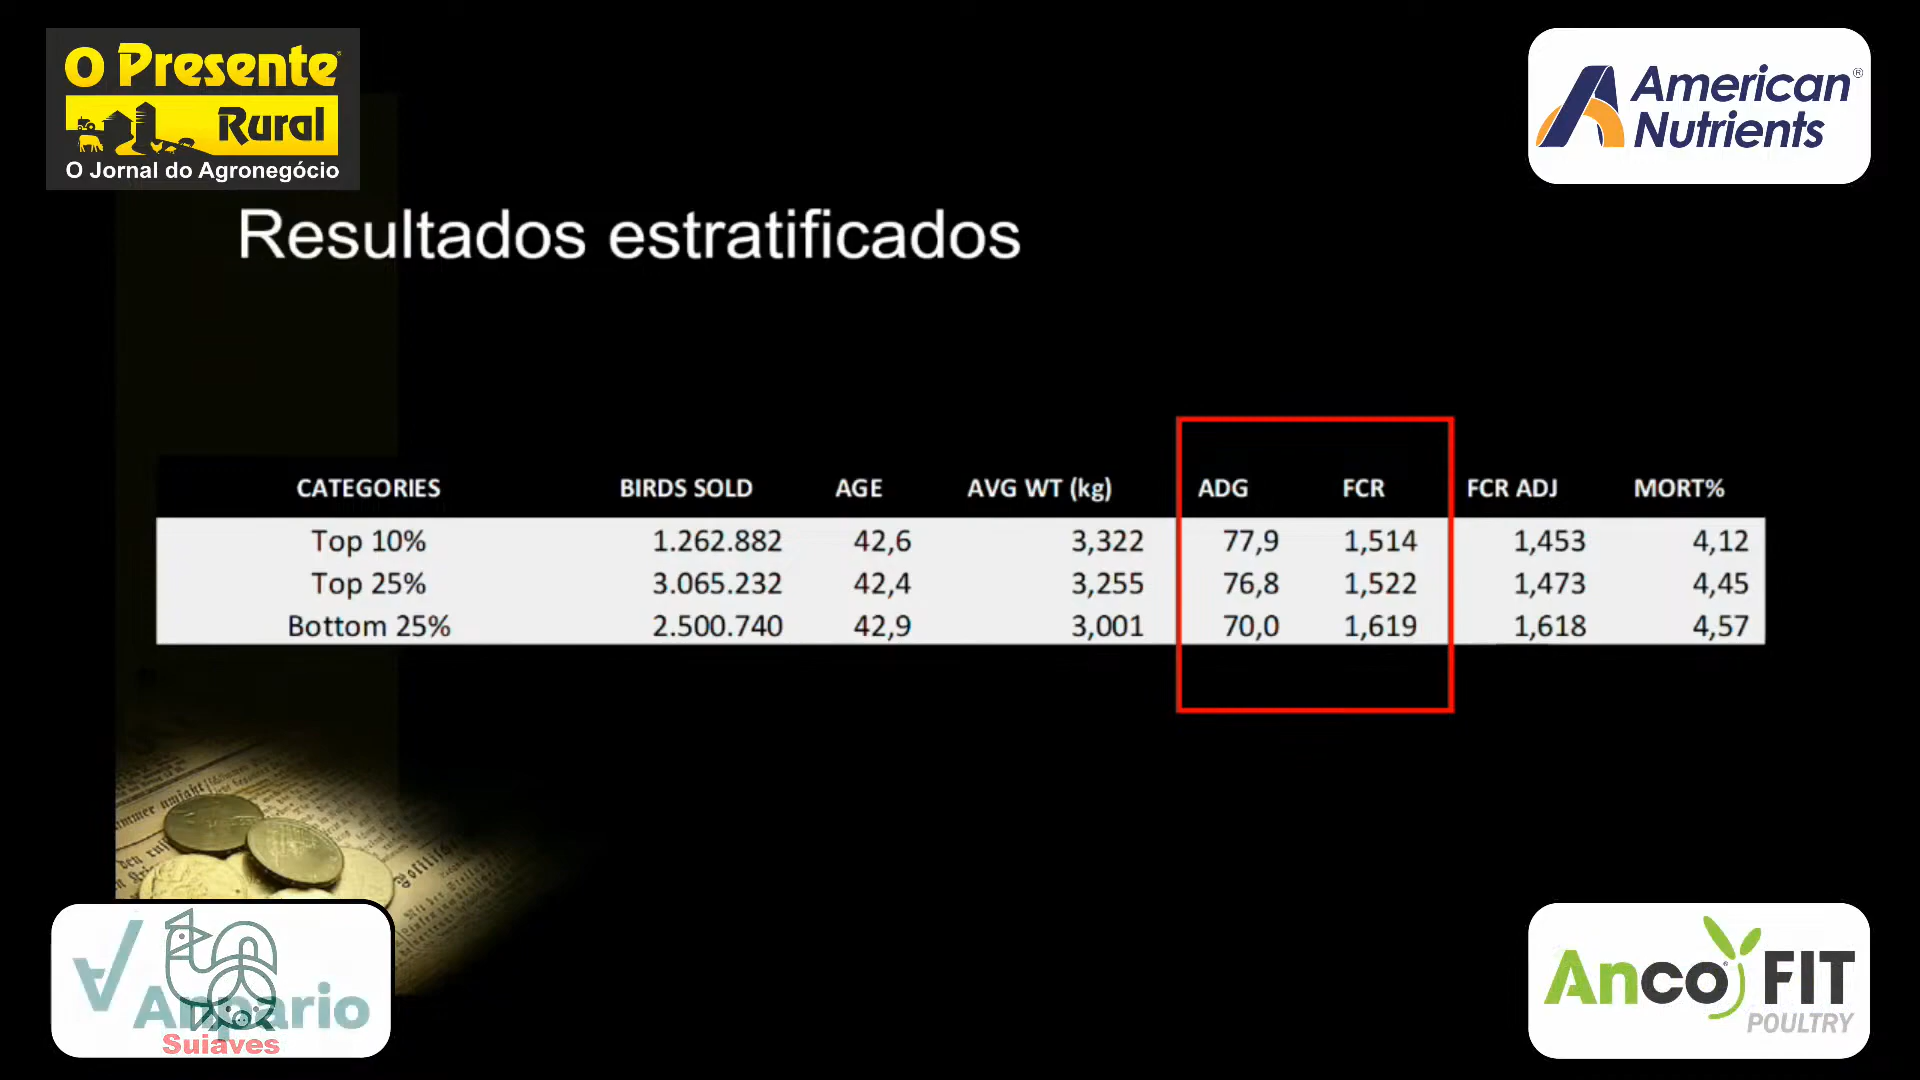 O Presente
Rural
O Jornal do Agronegócio
American®
Nutrients
Resultados estratificados
CATEGORIES BIRDS SOLD AGE AVG WT (kg) ADG FCR FCR ADJ MORT%
Top 10% 1.262.882 42,6 3,322 77,9 1,514 1,453 4,12
Top 25% 3.065.232 42,4 3,255 76,8 1,522 1,473 4,45
Bottom 25% 2.500.740 42,9 3,001 70,0 1,619 1,618 4,57
Anpario
Suiaves
Anco FIT
POULTRY